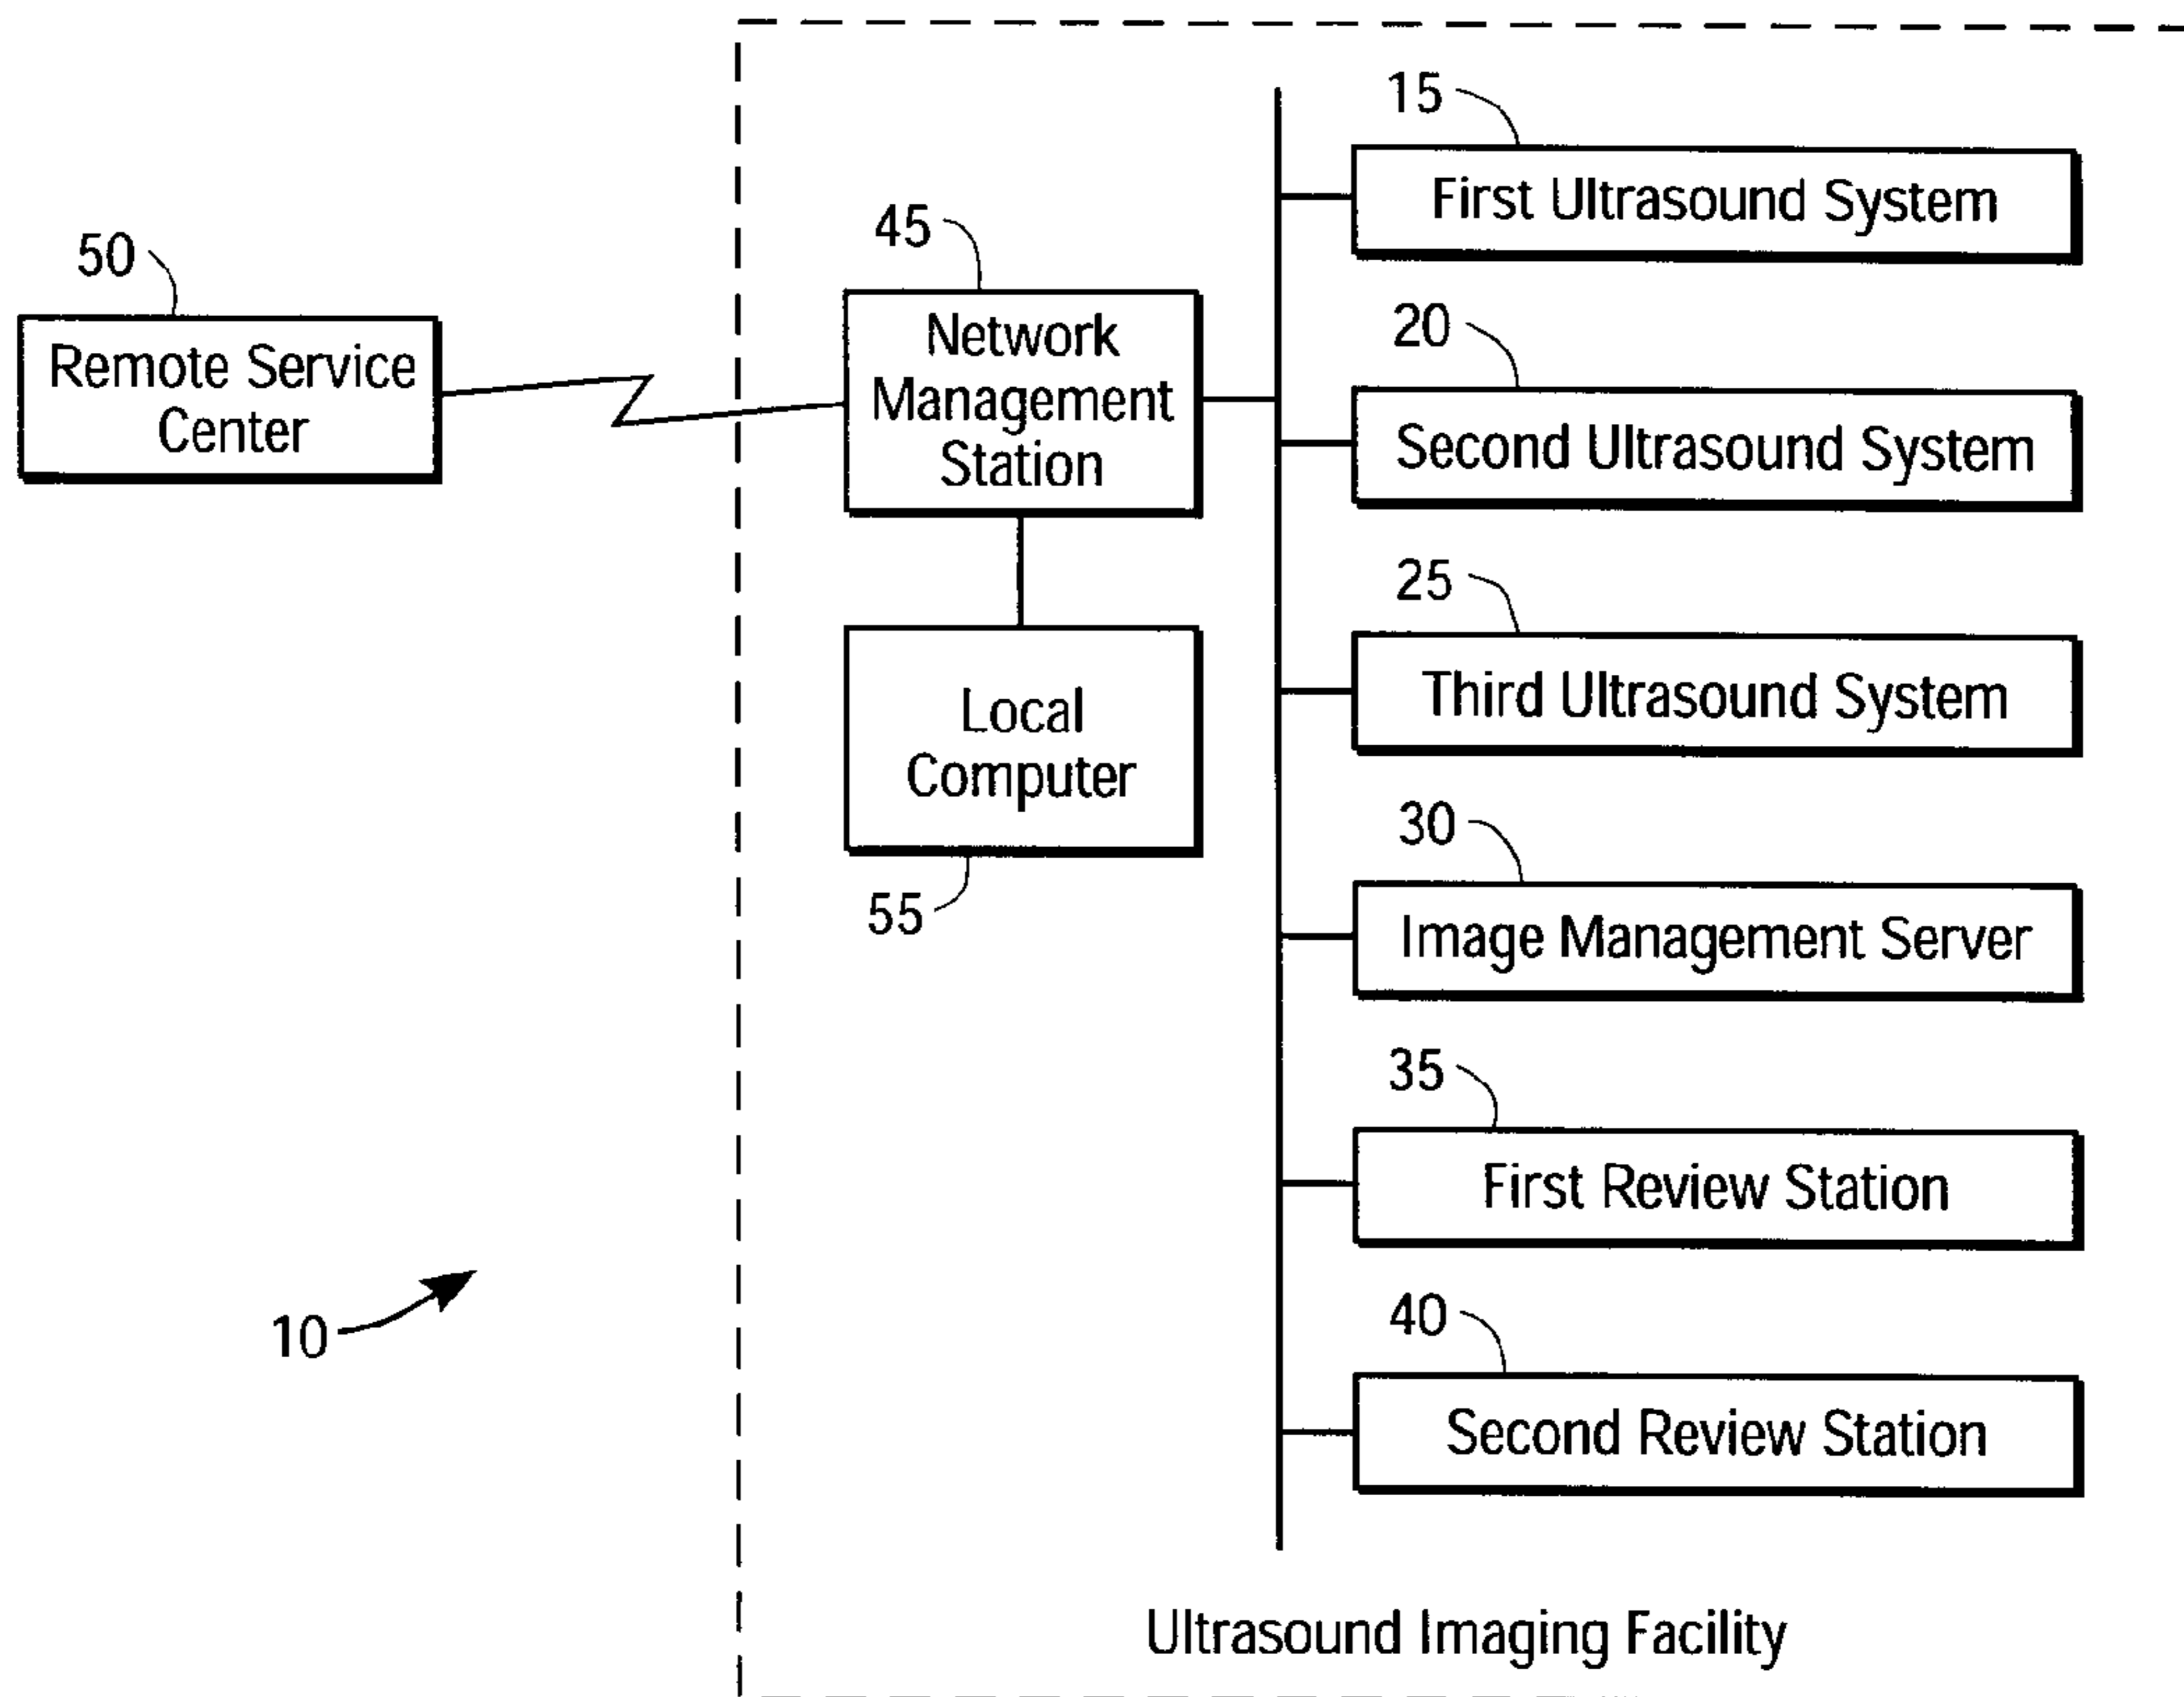 15
First Ultrasound System
45
50
Network
Management
Station
Remote Service
Center
20
Second Ultrasound System
25
Third Ultrasound System
Local
Computer
55
30
Image Management Server
35
First Review Station
10
40
Second Review Station
Ultrasound Imaging Facility